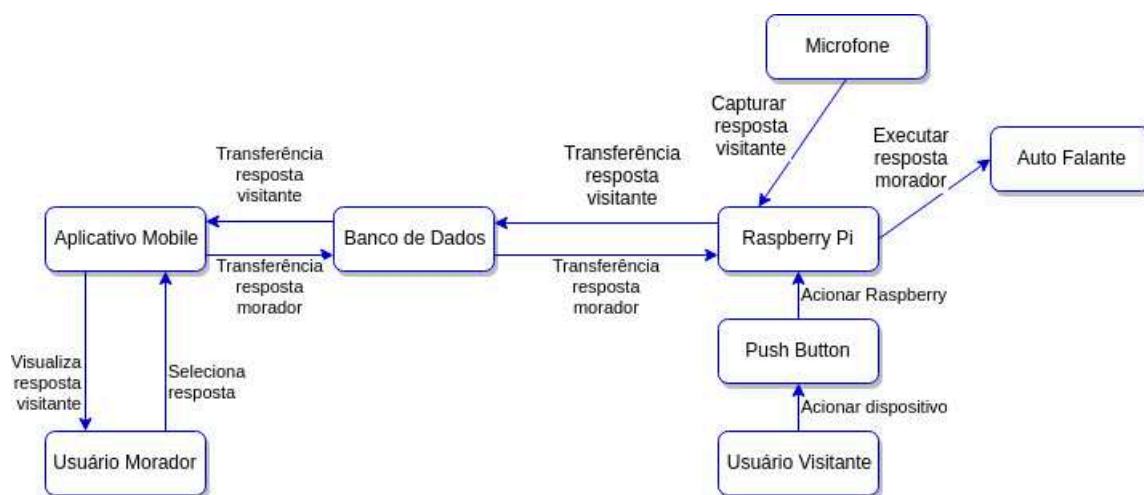 Microfone
Capturar
resposta
visitante
Executar
resposta
morador
Auto Falante
Transferência
resposta
visitante
Transferência
resposta
visitante
Aplicativo Mobile
Banco de Dados
Raspberry Pi
Transferência
resposta
morador
Transferência
resposta
morador
Acionar Raspberry
Push Button
Visualiza
resposta
visitante
Seleciona
resposta
Acionar dispositivo
Usuário Morador
Usuário Visitante